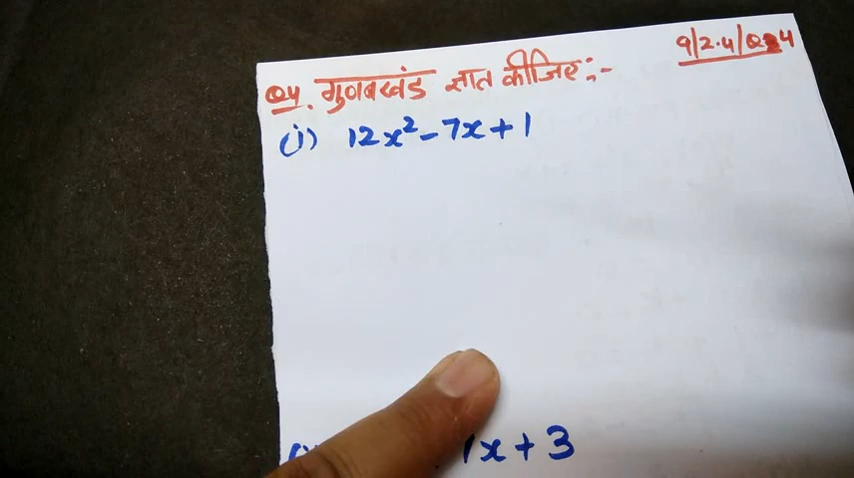 9/2.4/Q 4
Q4. गुणनखंड ज्ञात कीजिए:-
(i) 12x²-7x+1
x+3